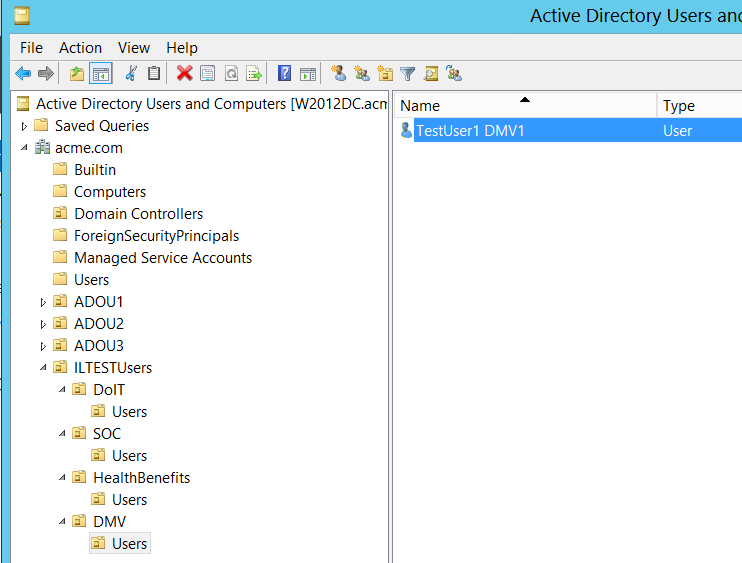 Active Directory Users and
File Action View Help
Active Directory Users and Computers [W2012DC.acm
Name Type
Saved Queries
TestUser1 DMV1 User
acme.com
Builtin
Computers
Domain Controllers
ForeignSecurityPrincipals
Managed Service Accounts
Users
ADOU1
ADOU2
ADOU3
ILTESTUsers
DoIT
Users
SOC
Users
HealthBenefits
Users
DMV
Users